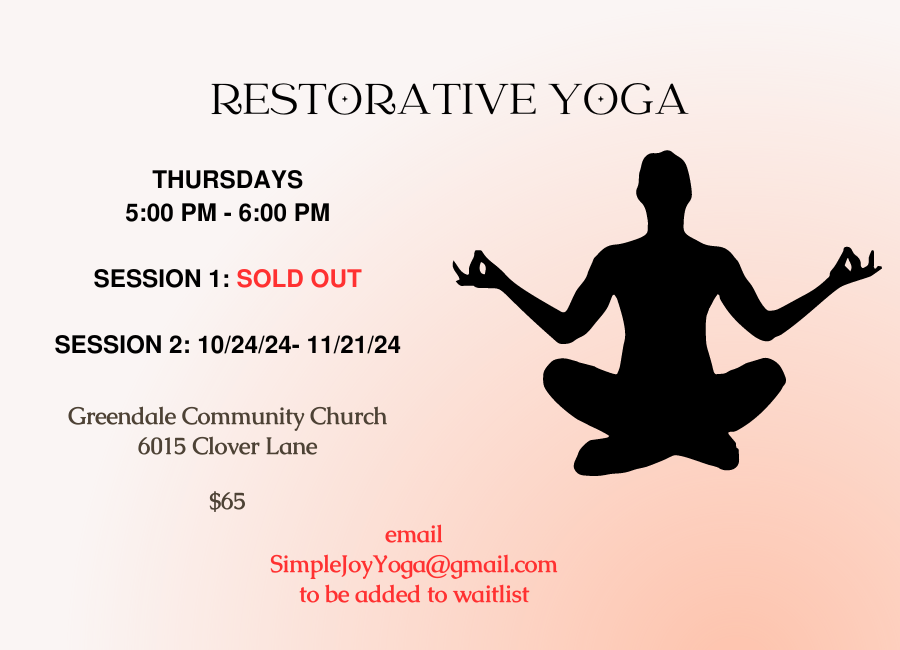 RESTORATIVE YOGA
THURSDAYS
5:00 PM - 6:00 PM
SESSION 1: SOLD OUT
SESSION 2: 10/24/24- 11/21/24
Greendale Community Church
6015 Clover Lane
$65
email
SimpleJoyYoga@gmail.com
to be added to waitlist